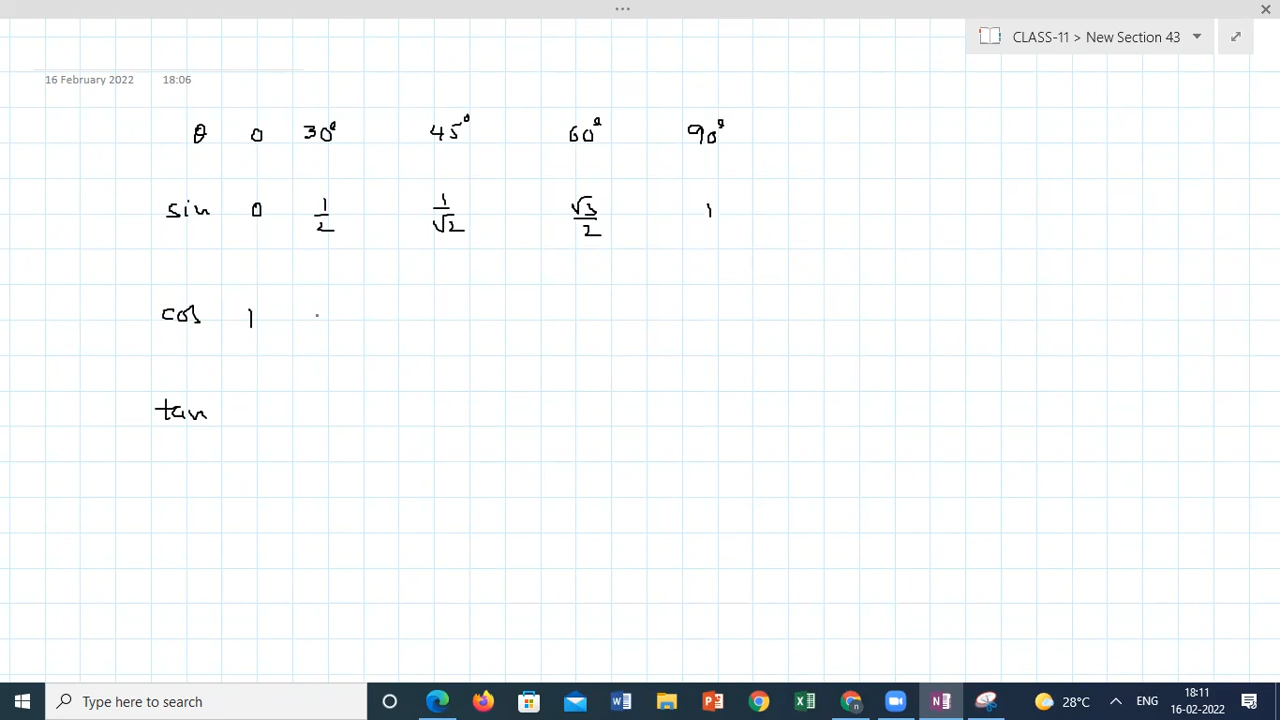 CLASS-11 > New Section 43
16 February 2022 18:06
θ 0 30° 45° 60° 90°
sin 0 1/2 1/√2 √3/2 1
cos 1
tan
Type here to search
28°C ENG 18:11
16-02-2022